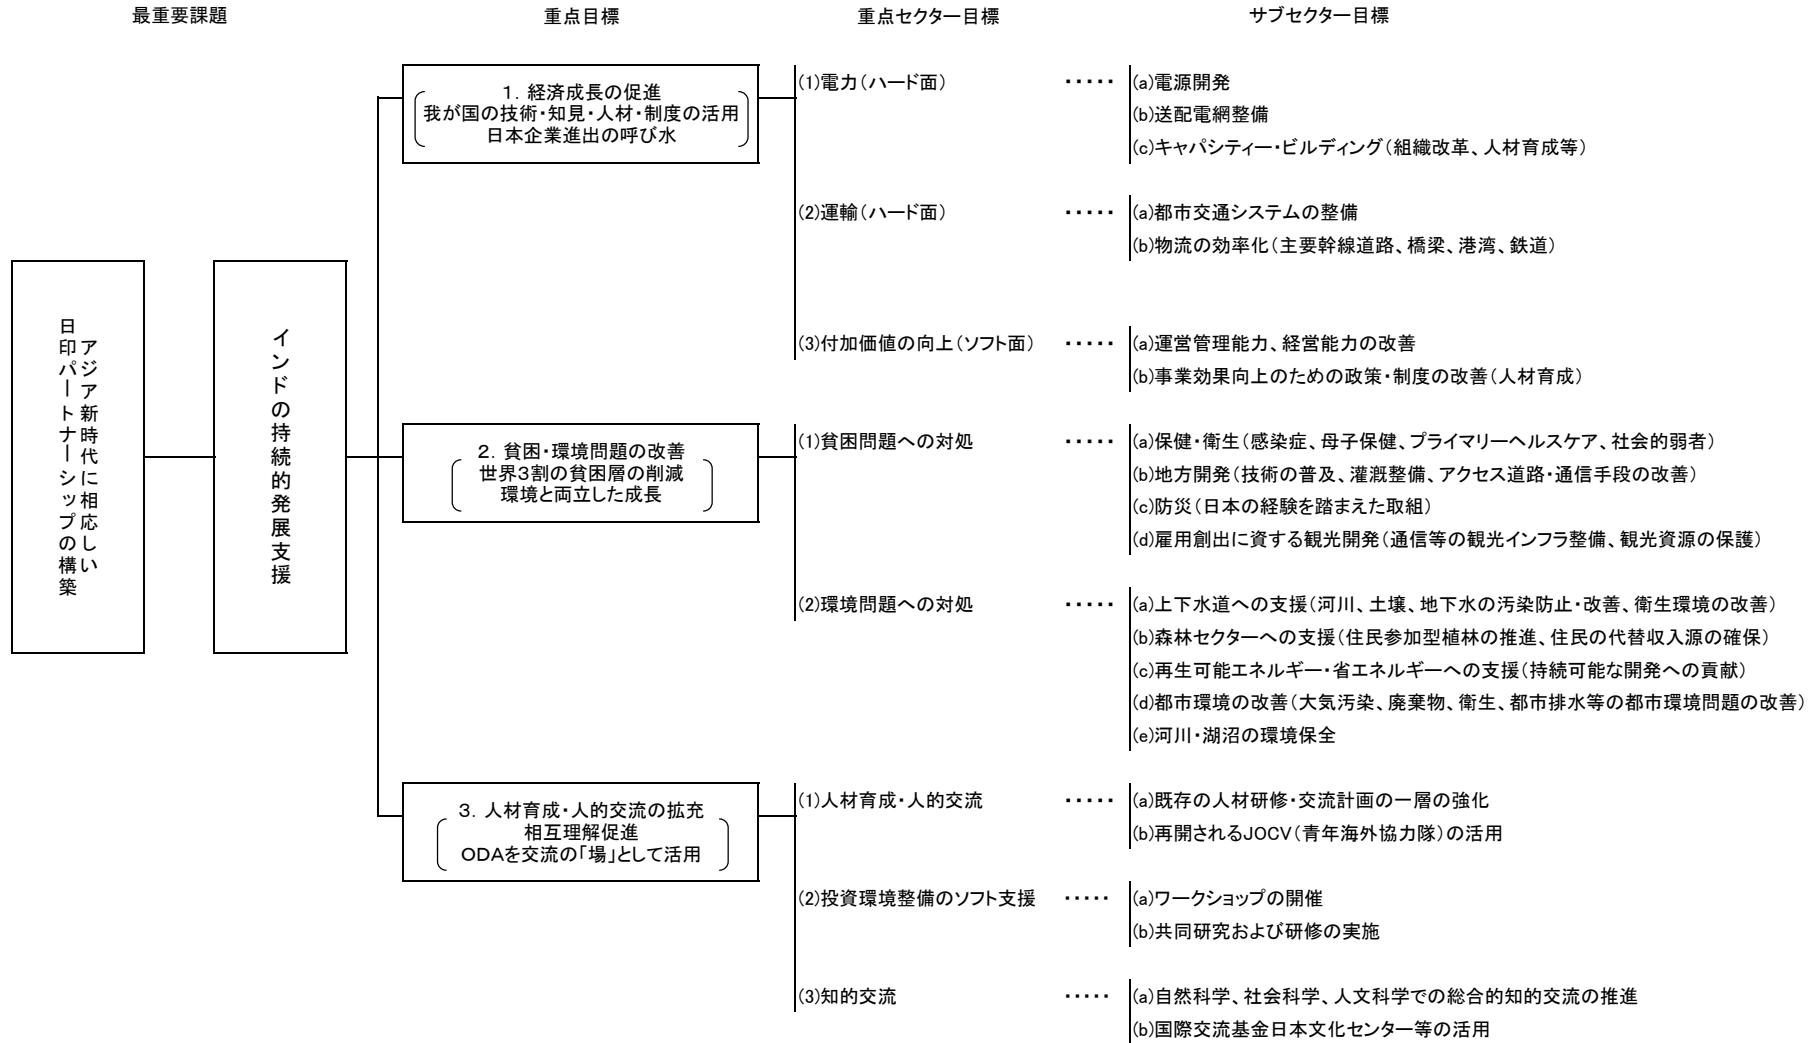 最重要課題
重点目標
重点セクター目標
サブセクター目標
アジア新時代に相応しい
日印パートナーシップの構築
インドの持続的発展支援
1．経済成長の促進
我が国の技術・知見・人材・制度の活用
日本企業進出の呼び水
(1)電力（ハード面）
・・・・・
(a)電源開発
(b)送配電網整備
(c)キャパシティー・ビルディング（組織改革、人材育成等）
(2)運輸（ハード面）
・・・・・
(a)都市交通システムの整備
(b)物流の効率化（主要幹線道路、橋梁、港湾、鉄道）
(3)付加価値の向上（ソフト面）
・・・・・
(a)運営管理能力、経営能力の改善
(b)事業効果向上のための政策・制度の改善（人材育成）
2．貧困・環境問題の改善
世界3割の貧困層の削減
環境と両立した成長
(1)貧困問題への対処
・・・・・
(a)保健・衛生（感染症、母子保健、プライマリーヘルスケア、社会的弱者）
(b)地方開発（技術の普及、灌漑整備、アクセス道路・通信手段の改善）
(c)防災（日本の経験を踏まえた取組）
(d)雇用創出に資する観光開発（通信等の観光インフラ整備、観光資源の保護）
(2)環境問題への対処
・・・・・
(a)上下水道への支援（河川、土壌、地下水の汚染防止・改善、衛生環境の改善）
(b)森林セクターへの支援（住民参加型植林の推進、住民の代替収入源の確保）
(c)再生可能エネルギー・省エネルギーへの支援（持続可能な開発への貢献）
(d)都市環境の改善（大気汚染、廃棄物、衛生、都市排水等の都市環境問題の改善）
(e)河川・湖沼の環境保全
3．人材育成・人的交流の拡充
相互理解促進
ODAを交流の「場」として活用
(1)人材育成・人的交流
・・・・・
(a)既存の人材研修・交流計画の一層の強化
(b)再開されるJOCV（青年海外協力隊）の活用
(2)投資環境整備のソフト支援
・・・・・
(a)ワークショップの開催
(b)共同研究および研修の実施
(3)知的交流
・・・・・
(a)自然科学、社会科学、人文科学での総合的知的交流の推進
(b)国際交流基金日本文化センター等の活用